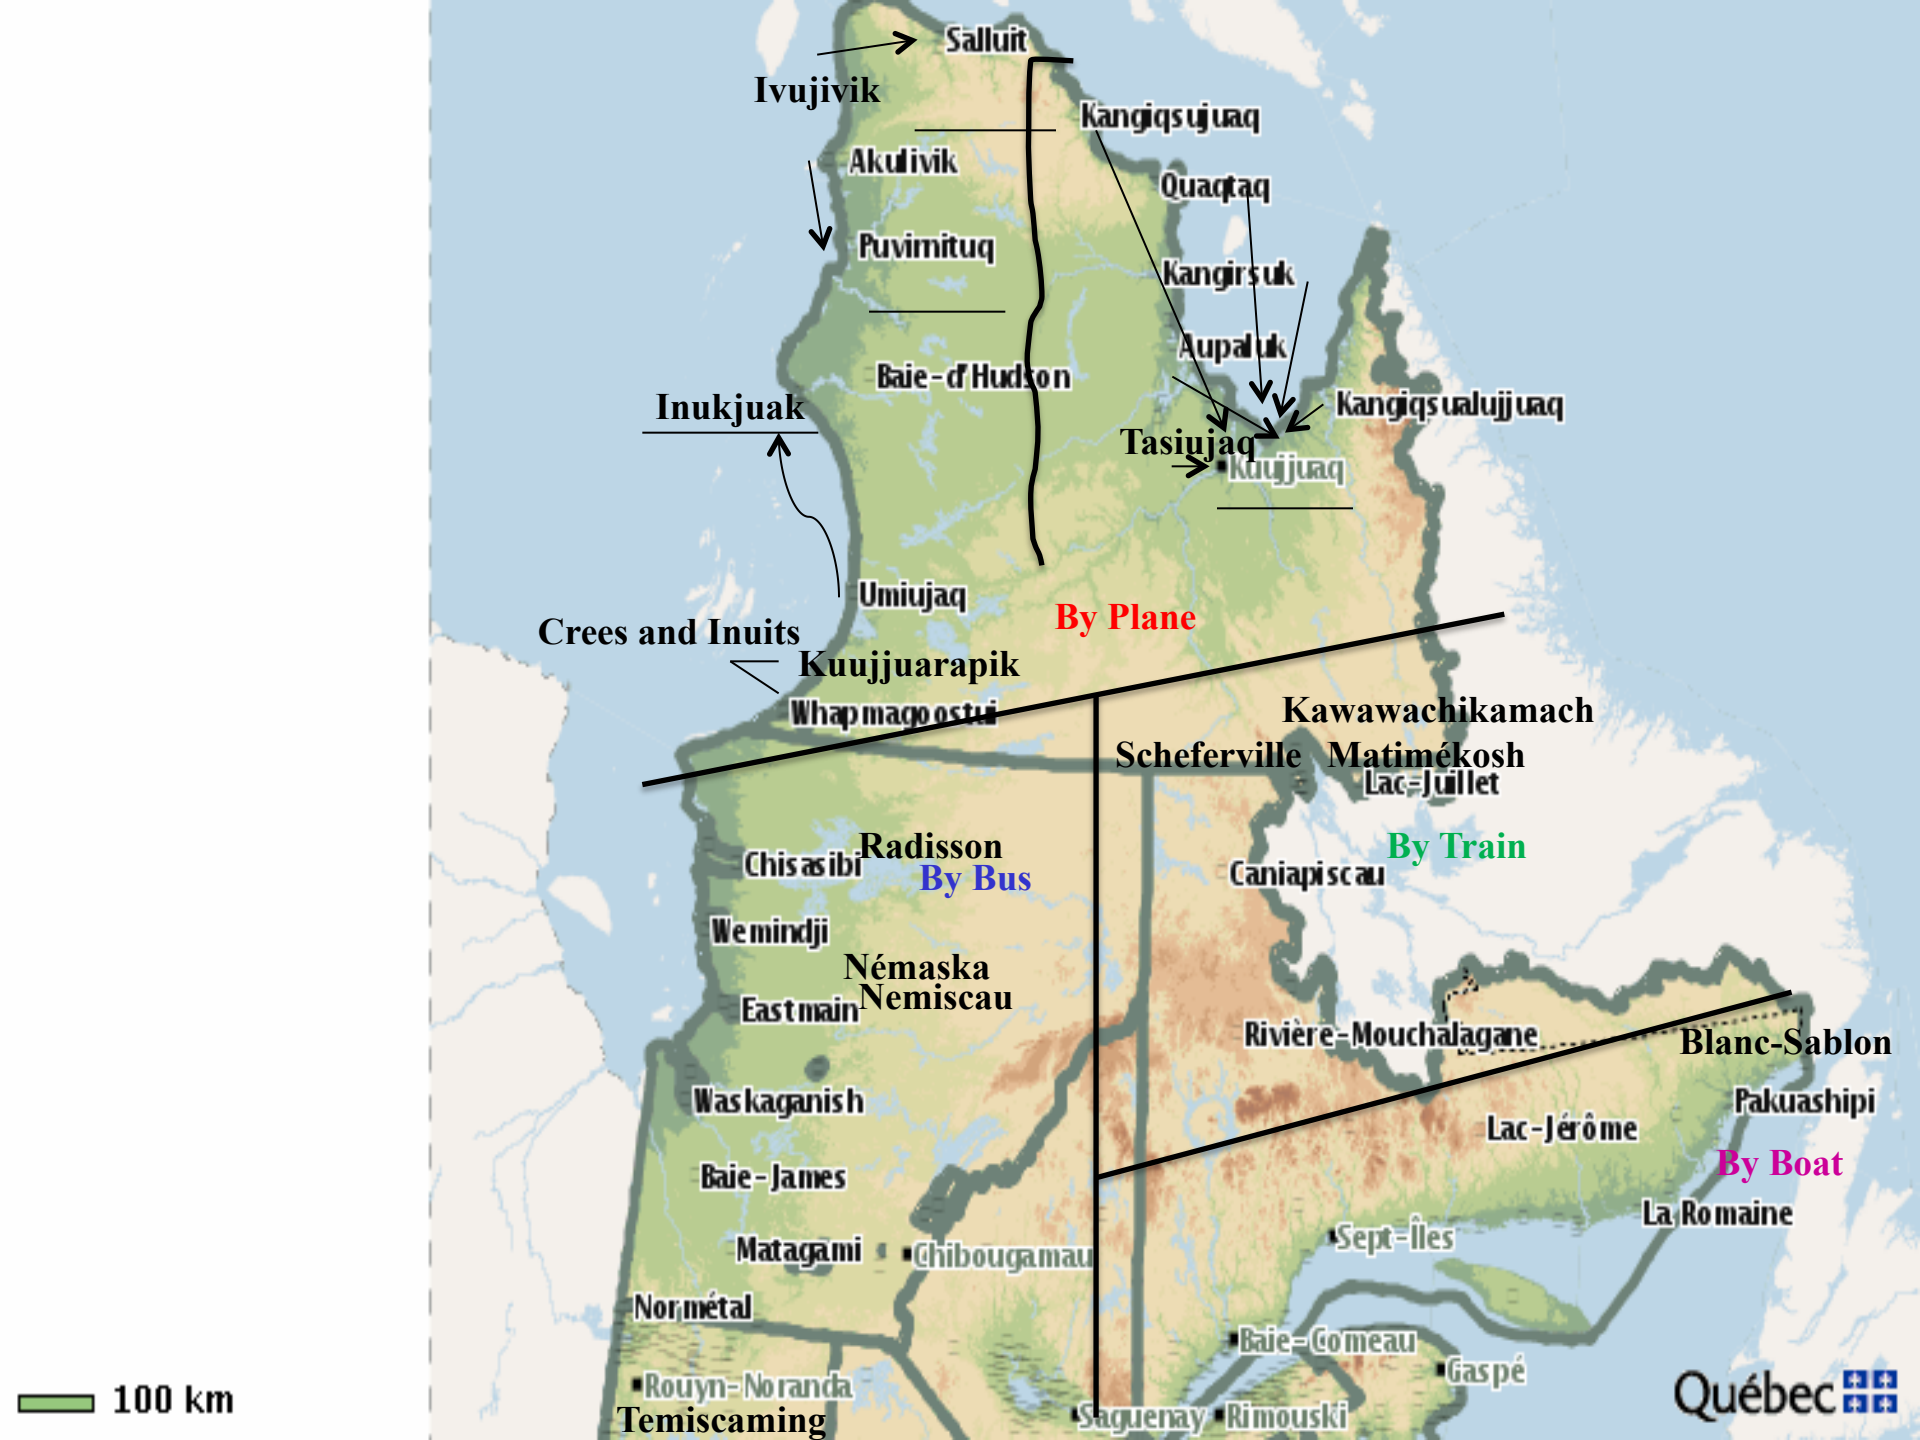 Salluit
Ivujivik
Kangiqsujuaq
Akulivik
Quaqtaq
Puvirnituq
Kangirsuk
Aupaluk
Baie-d'Hudson
Inukjuak
Kangiqsualujjuaq
Tasiujaq
Kuujjuaq
Umiujaq
By Plane
Crees and Inuits
Kuujjuarapik
Whapmagoostui
Kawawachikamach
Scheferville Matimékosh
Lac-Juillet
Radisson
By Train
Chisasibi
By Bus
Caniapiscau
Wemindji
Némaska
Nemiscau
Eastmain
Rivière-Mouchalagane
Blanc-Sablon
Waskaganish
Pakuashipi
Lac-Jérôme
By Boat
Baie-James
La Romaine
Sept-Îles
Matagami
Chibougamau
Normétal
Baie-Comeau
Gaspé
Rouyn-Noranda
Québec
100 km
Temiscaming
Saguenay
Rimouski